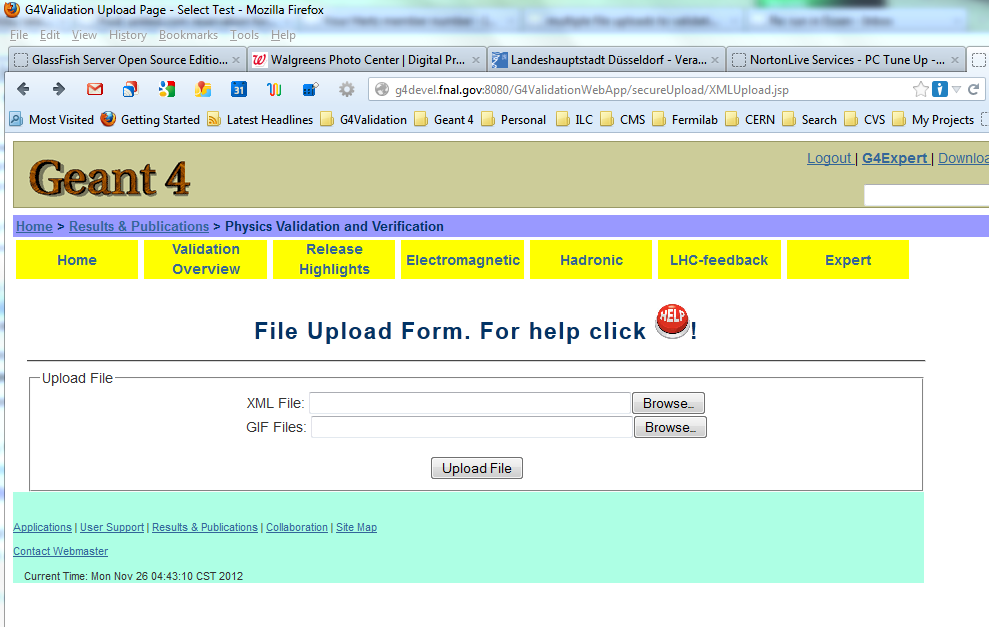 G4Validation Upload Page - Select Test - Mozilla Firefox
File Edit View History Bookmarks Tools Help
GlassFish Server Open Source Editio... Walgreens Photo Center | Digital Pr... Landeshauptstadt Düsseldorf - Vera... NortonLive Services - PC Tune Up -...
31 g4devel.fnal.gov:8080/G4ValidationWebApp/secureUpload/XMLUpload.jsp
Most Visited Getting Started Latest Headlines G4Validation Geant 4 Personal ILC CMS Fermilab CERN Search CVS My Projects
Logout | G4Expert | Downloa
Geant 4
Home > Results & Publications > Physics Validation and Verification
Home Validation Overview Release Highlights Electromagnetic Hadronic LHC-feedback Expert
File Upload Form. For help click HELP !
Upload File
XML File: Browse...
GIF Files: Browse...
Upload File
Applications | User Support | Results & Publications | Collaboration | Site Map
Contact Webmaster
Current Time: Mon Nov 26 04:43:10 CST 2012